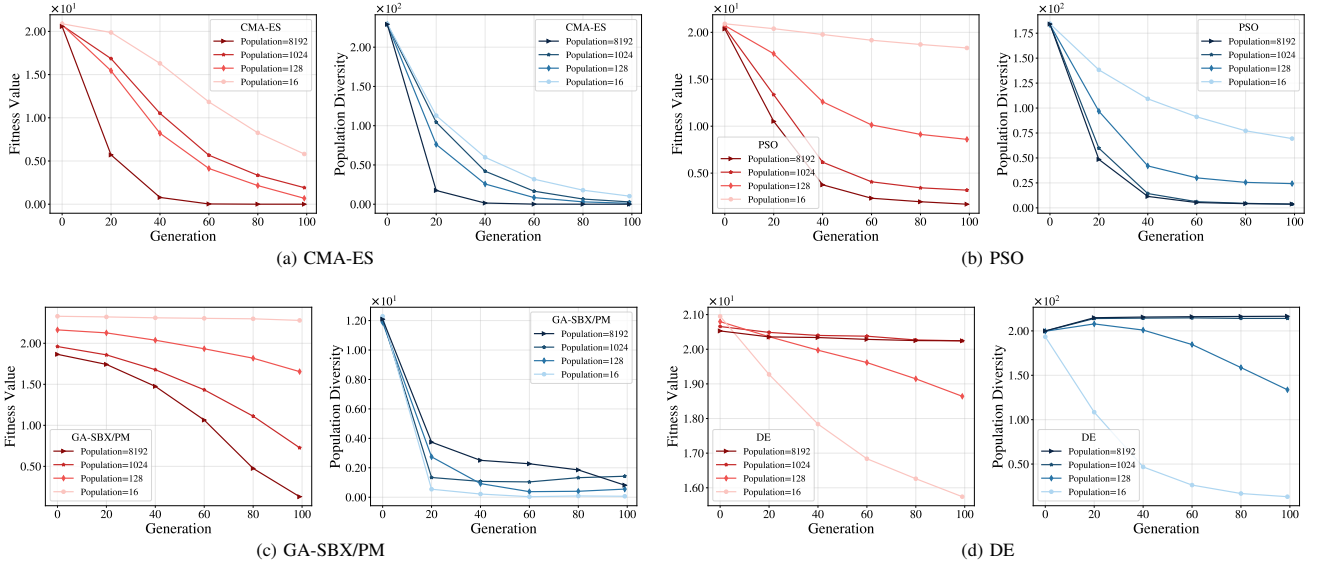 ×10¹
CMA-ES
Population=8192
Population=1024
Population=128
Population=16
2.00
1.50
1.00
0.50
0.00
Fitness Value
0 20 40 60 80 100
Generation
×10²
CMA-ES
Population=8192
Population=1024
Population=128
Population=16
2.00
1.50
1.00
0.50
0.00
Population Diversity
0 20 40 60 80 100
Generation
(a) CMA-ES
×10¹
2.00
1.50
1.00
0.50
Fitness Value
PSO
Population=8192
Population=1024
Population=128
Population=16
0 20 40 60 80 100
Generation
×10²
PSO
Population=8192
Population=1024
Population=128
Population=16
1.75
1.50
1.25
1.00
0.75
0.50
0.25
0.00
Population Diversity
0 20 40 60 80 100
Generation
(b) PSO
2.00
1.50
1.00
0.50
Fitness Value
GA-SBX/PM
Population=8192
Population=1024
Population=128
Population=16
0 20 40 60 80 100
Generation
×10¹
GA-SBX/PM
Population=8192
Population=1024
Population=128
Population=16
1.20
1.00
0.80
0.60
0.40
0.20
0.00
Population Diversity
0 20 40 60 80 100
Generation
(c) GA-SBX/PM
×10¹
2.10
2.00
1.90
1.80
1.70
1.60
Fitness Value
DE
Population=8192
Population=1024
Population=128
Population=16
0 20 40 60 80 100
Generation
×10²
2.00
1.50
1.00
0.50
Population Diversity
DE
Population=8192
Population=1024
Population=128
Population=16
0 20 40 60 80 100
Generation
(d) DE